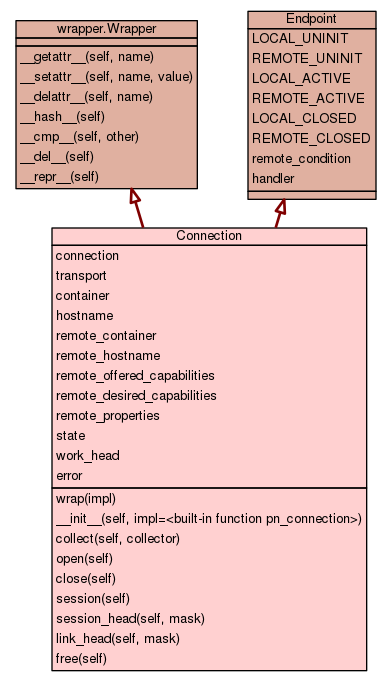 wrapper.Wrapper
__getattr__(self, name)
__setattr__(self, name, value)
__delattr__(self, name)
__hash__(self)
__cmp__(self, other)
__del__(self)
__repr__(self)
Endpoint
LOCAL_UNINIT
REMOTE_UNINIT
LOCAL_ACTIVE
REMOTE_ACTIVE
LOCAL_CLOSED
REMOTE_CLOSED
remote_condition
handler
Connection
connection
transport
container
hostname
remote_container
remote_hostname
remote_offered_capabilities
remote_desired_capabilities
remote_properties
state
work_head
error
wrap(impl)
__init__(self, impl=<built-in function pn_connection>)
collect(self, collector)
open(self)
close(self)
session(self)
session_head(self, mask)
link_head(self, mask)
free(self)